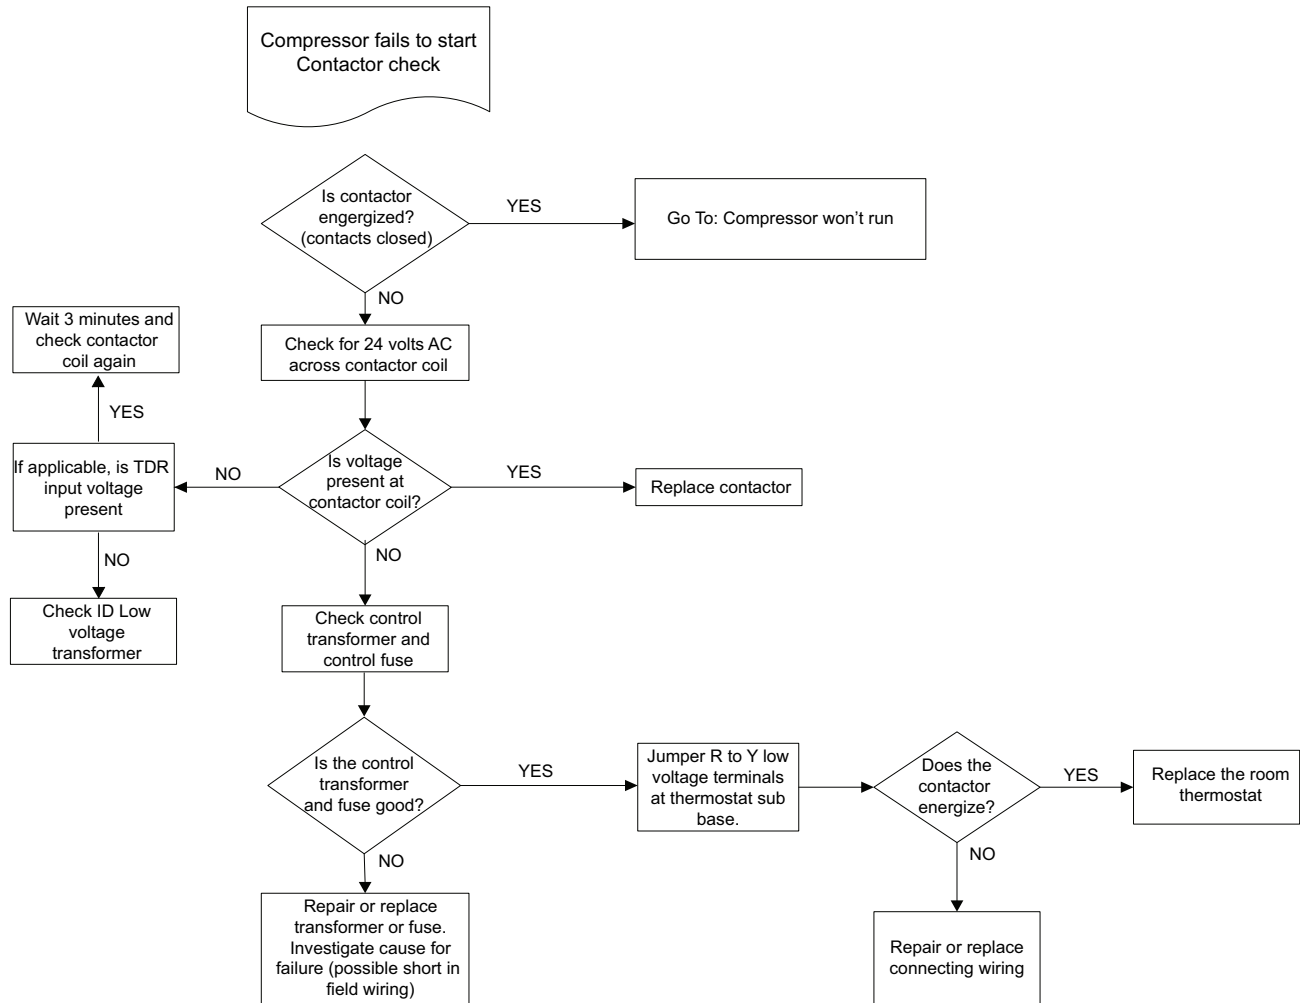 Compressor fails to start
Contactor check
Is contactor
engergized?
(contacts closed)
YES
Go To: Compressor won't run
NO
Wait 3 minutes and
check contactor
coil again
Check for 24 volts AC
across contactor coil
YES
If applicable, is TDR
input voltage
present
NO
Is voltage
present at
contactor coil?
YES
Replace contactor
NO
NO
Check ID Low
voltage
transformer
Check control
transformer and
control fuse
Is the control
transformer
and fuse good?
YES
Jumper R to Y low
voltage terminals
at thermostat sub
base.
Does the
contactor
energize?
YES
Replace the room
thermostat
NO
NO
Repair or replace
transformer or fuse.
Investigate cause for
failure (possible short in
field wiring)
Repair or replace
connecting wiring